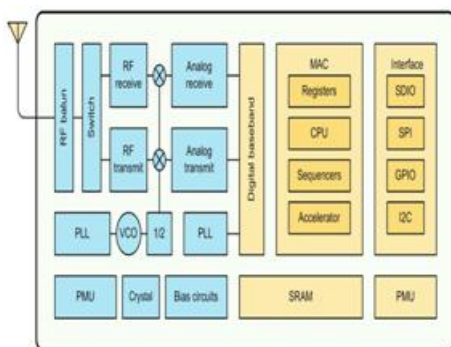 RF balun
Switch
RF
receive
Analog
receive
RF
transmit
Analog
transmit
Digital baseband
MAC
Registers
CPU
Sequencers
Accelerator
Interface
SDIO
SPI
GPIO
I2C
PLL
VCO
1/2
PLL
PMU
Crystal
Bias circuits
SRAM
PMU